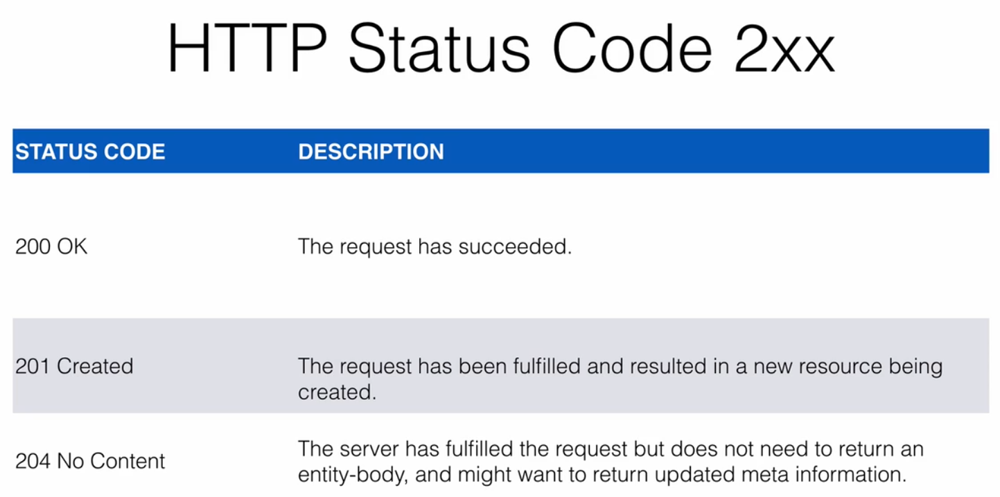 HTTP Status Code 2xx
STATUS CODE DESCRIPTION
200 OK The request has succeeded.
201 Created The request has been fulfilled and resulted in a new resource being
created.
204 No Content The server has fulfilled the request but does not need to return an
entity-body, and might want to return updated meta information.